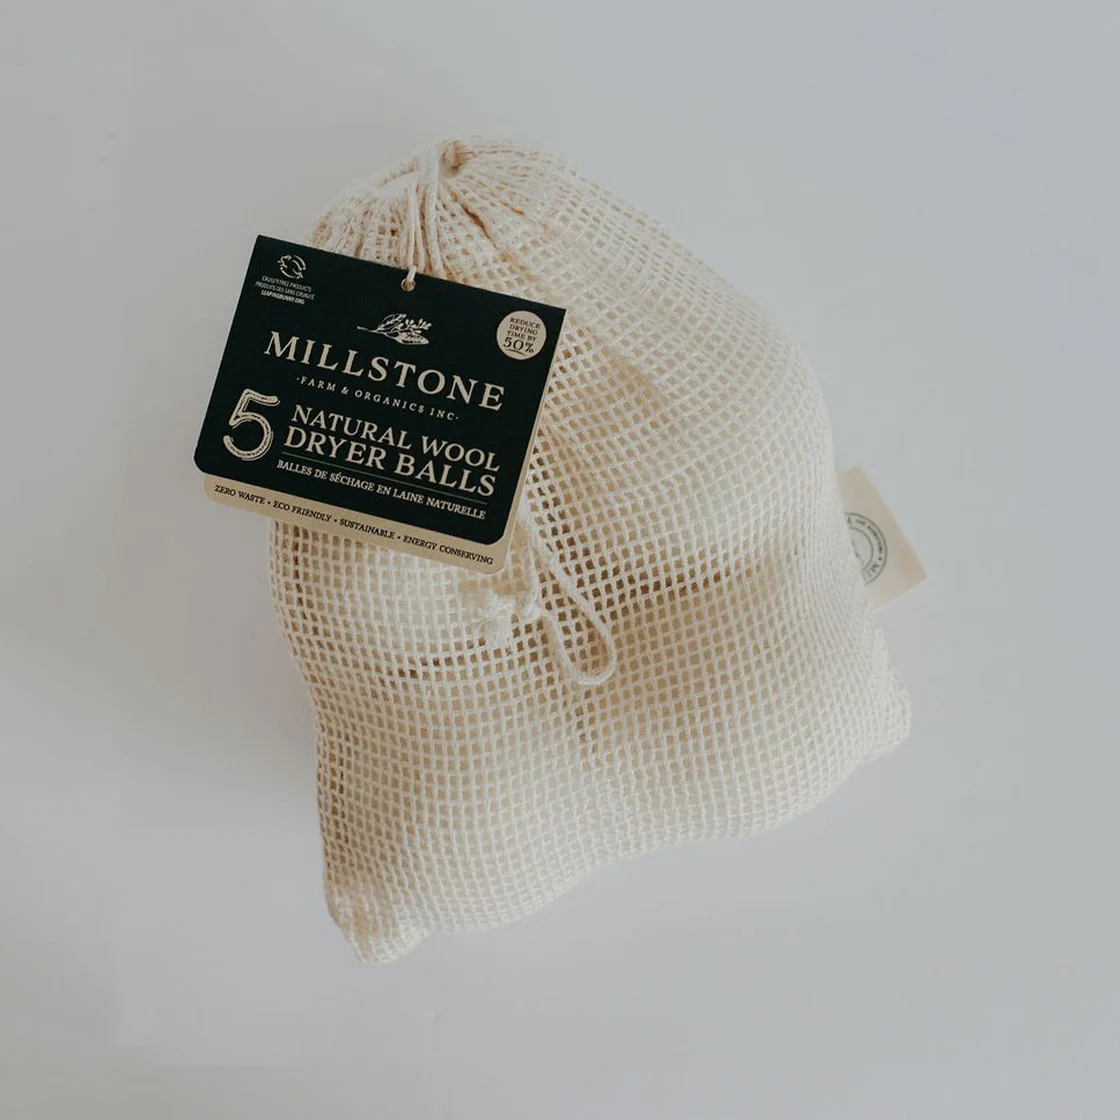 CRUELTY FREE PRODUCTS
PRODUITS DES SANS CRUAUTÉ
LEAPINGBUNNY.ORG
REDUCE
DRYING
TIME BY
50%
MILLSTONE
·FARM & ORGANICS INC·
5 NATURAL WOOL
DRYER BALLS
BALLES DE SÉCHAGE EN LAINE NATURELLE
ZERO WASTE • ECO FRIENDLY • SUSTAINABLE • ENERGY CONSERVING